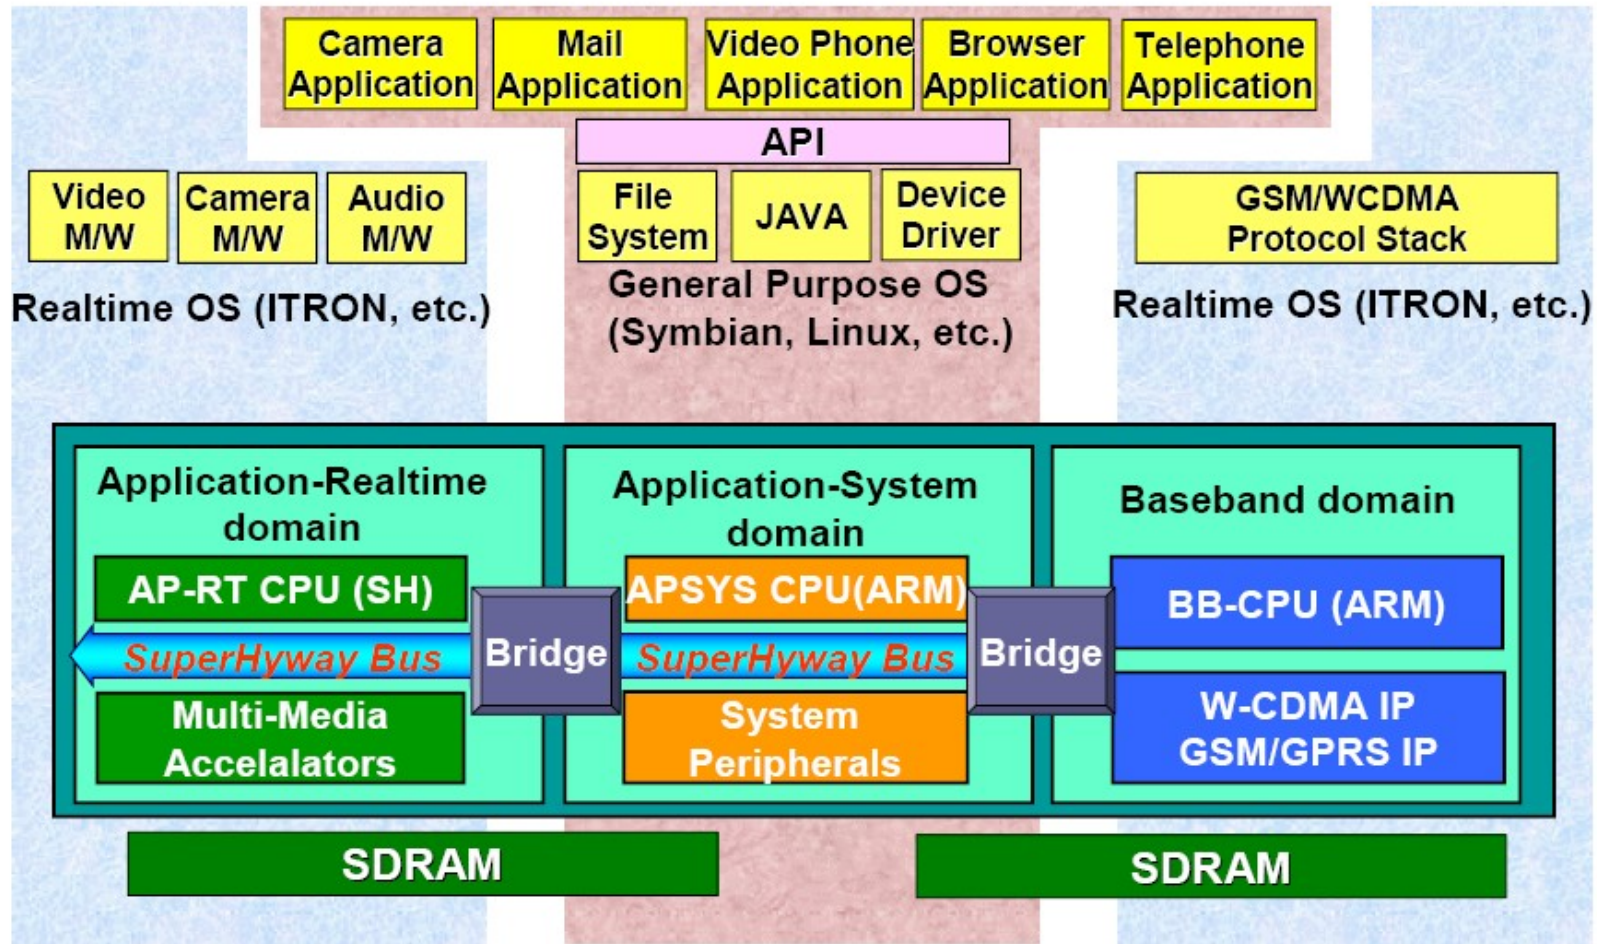 Camera
Application
Mail
Application
Video Phone
Application
Browser
Application
Telephone
Application
API
Video
M/W
Camera
M/W
Audio
M/W
File
System
JAVA
Device
Driver
GSM/WCDMA
Protocol Stack
Realtime OS (ITRON, etc.)
General Purpose OS
(Symbian, Linux, etc.)
Realtime OS (ITRON, etc.)
Application-Realtime
domain
AP-RT CPU (SH)
SuperHyway Bus
Multi-Media
Accelalators
Bridge
Application-System
domain
APSYS CPU(ARM)
SuperHyway Bus
System
Peripherals
Bridge
Baseband domain
BB-CPU (ARM)
W-CDMA IP
GSM/GPRS IP
SDRAM
SDRAM